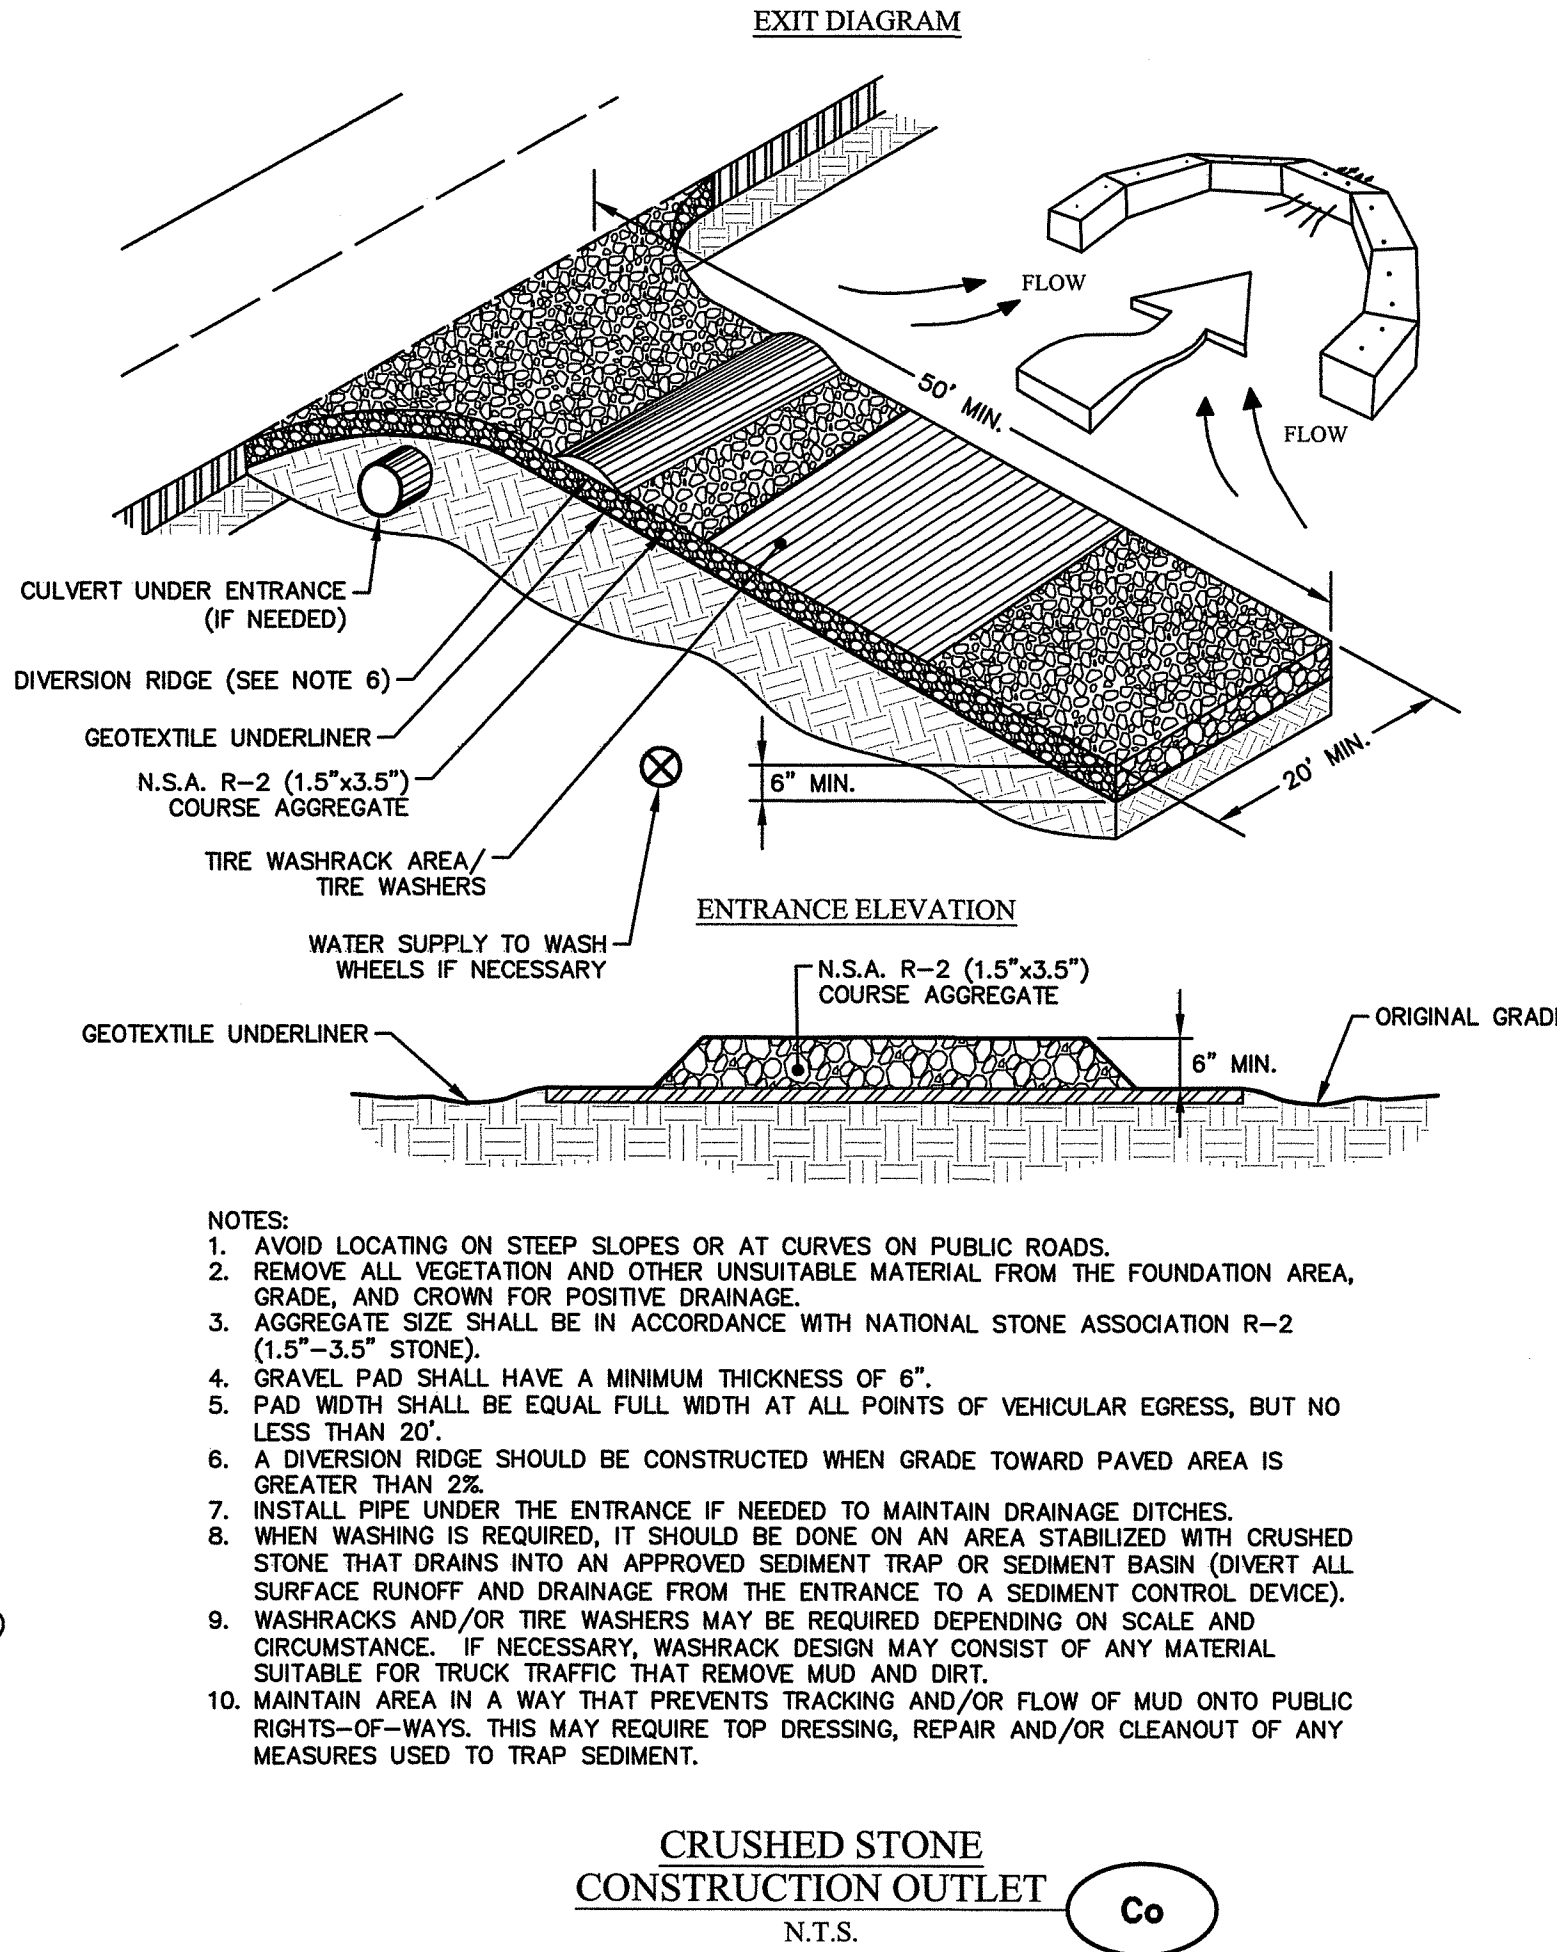 EXIT DIAGRAM
FLOW
50' MIN.
FLOW
CULVERT UNDER ENTRANCE
(IF NEEDED)
DIVERSION RIDGE (SEE NOTE 6)
GEOTEXTILE UNDERLINER
N.S.A. R-2 (1.5"x3.5")
COURSE AGGREGATE
6" MIN.
20' MIN.
TIRE WASHRACK AREA/
TIRE WASHERS
WATER SUPPLY TO WASH
WHEELS IF NECESSARY
ENTRANCE ELEVATION
N.S.A. R-2 (1.5"x3.5")
COURSE AGGREGATE
GEOTEXTILE UNDERLINER
ORIGINAL GRAD
6" MIN.
NOTES:
1. AVOID LOCATING ON STEEP SLOPES OR AT CURVES ON PUBLIC ROADS.
2. REMOVE ALL VEGETATION AND OTHER UNSUITABLE MATERIAL FROM THE FOUNDATION AREA,
GRADE, AND CROWN FOR POSITIVE DRAINAGE.
3. AGGREGATE SIZE SHALL BE IN ACCORDANCE WITH NATIONAL STONE ASSOCIATION R-2
(1.5"-3.5" STONE).
4. GRAVEL PAD SHALL HAVE A MINIMUM THICKNESS OF 6".
5. PAD WIDTH SHALL BE EQUAL FULL WIDTH AT ALL POINTS OF VEHICULAR EGRESS, BUT NO
LESS THAN 20'.
6. A DIVERSION RIDGE SHOULD BE CONSTRUCTED WHEN GRADE TOWARD PAVED AREA IS
GREATER THAN 2%.
7. INSTALL PIPE UNDER THE ENTRANCE IF NEEDED TO MAINTAIN DRAINAGE DITCHES.
8. WHEN WASHING IS REQUIRED, IT SHOULD BE DONE ON AN AREA STABILIZED WITH CRUSHED
STONE THAT DRAINS INTO AN APPROVED SEDIMENT TRAP OR SEDIMENT BASIN (DIVERT ALL
SURFACE RUNOFF AND DRAINAGE FROM THE ENTRANCE TO A SEDIMENT CONTROL DEVICE).
9. WASHRACKS AND/OR TIRE WASHERS MAY BE REQUIRED DEPENDING ON SCALE AND
CIRCUMSTANCE. IF NECESSARY, WASHRACK DESIGN MAY CONSIST OF ANY MATERIAL
SUITABLE FOR TRUCK TRAFFIC THAT REMOVE MUD AND DIRT.
10. MAINTAIN AREA IN A WAY THAT PREVENTS TRACKING AND/OR FLOW OF MUD ONTO PUBLIC
RIGHTS-OF-WAYS. THIS MAY REQUIRE TOP DRESSING, REPAIR AND/OR CLEANOUT OF ANY
MEASURES USED TO TRAP SEDIMENT.
CRUSHED STONE
CONSTRUCTION OUTLET
Co
N.T.S.